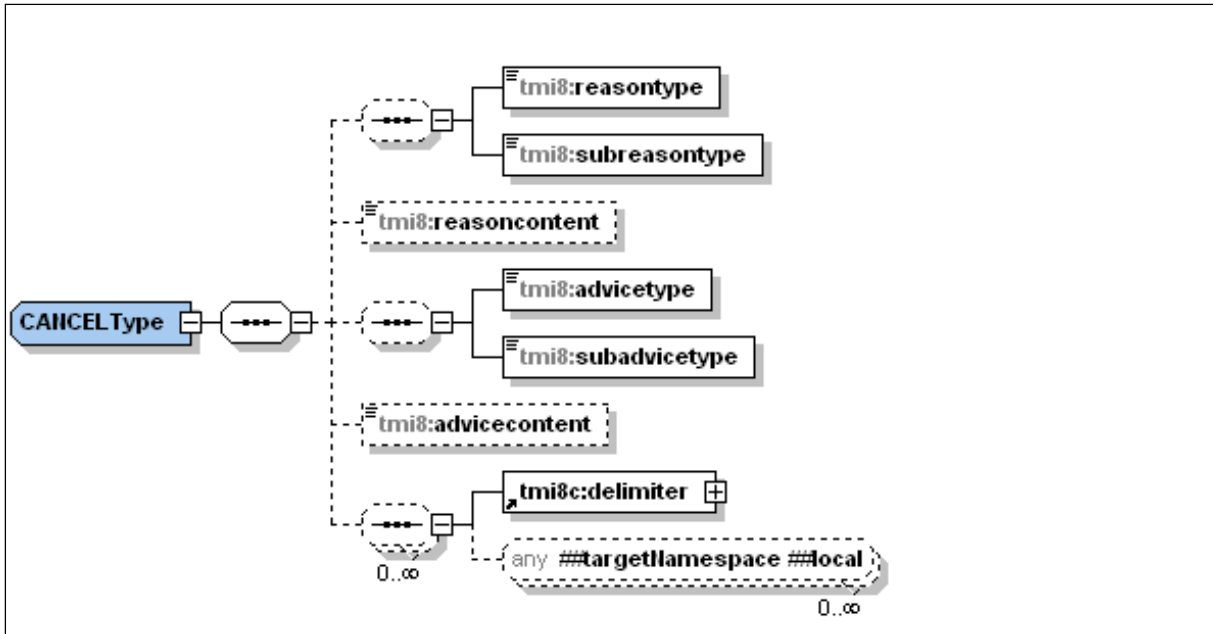 tmi8:reasontype
tmi8:subreasontype
tmi8:reasoncontent
tmi8:advicetype
CANCELType
tmi8:subadvicetype
tmi8:advicecontent
tmi8c:delimiter
any ##targetNamespace ##local
0..∞
0..∞